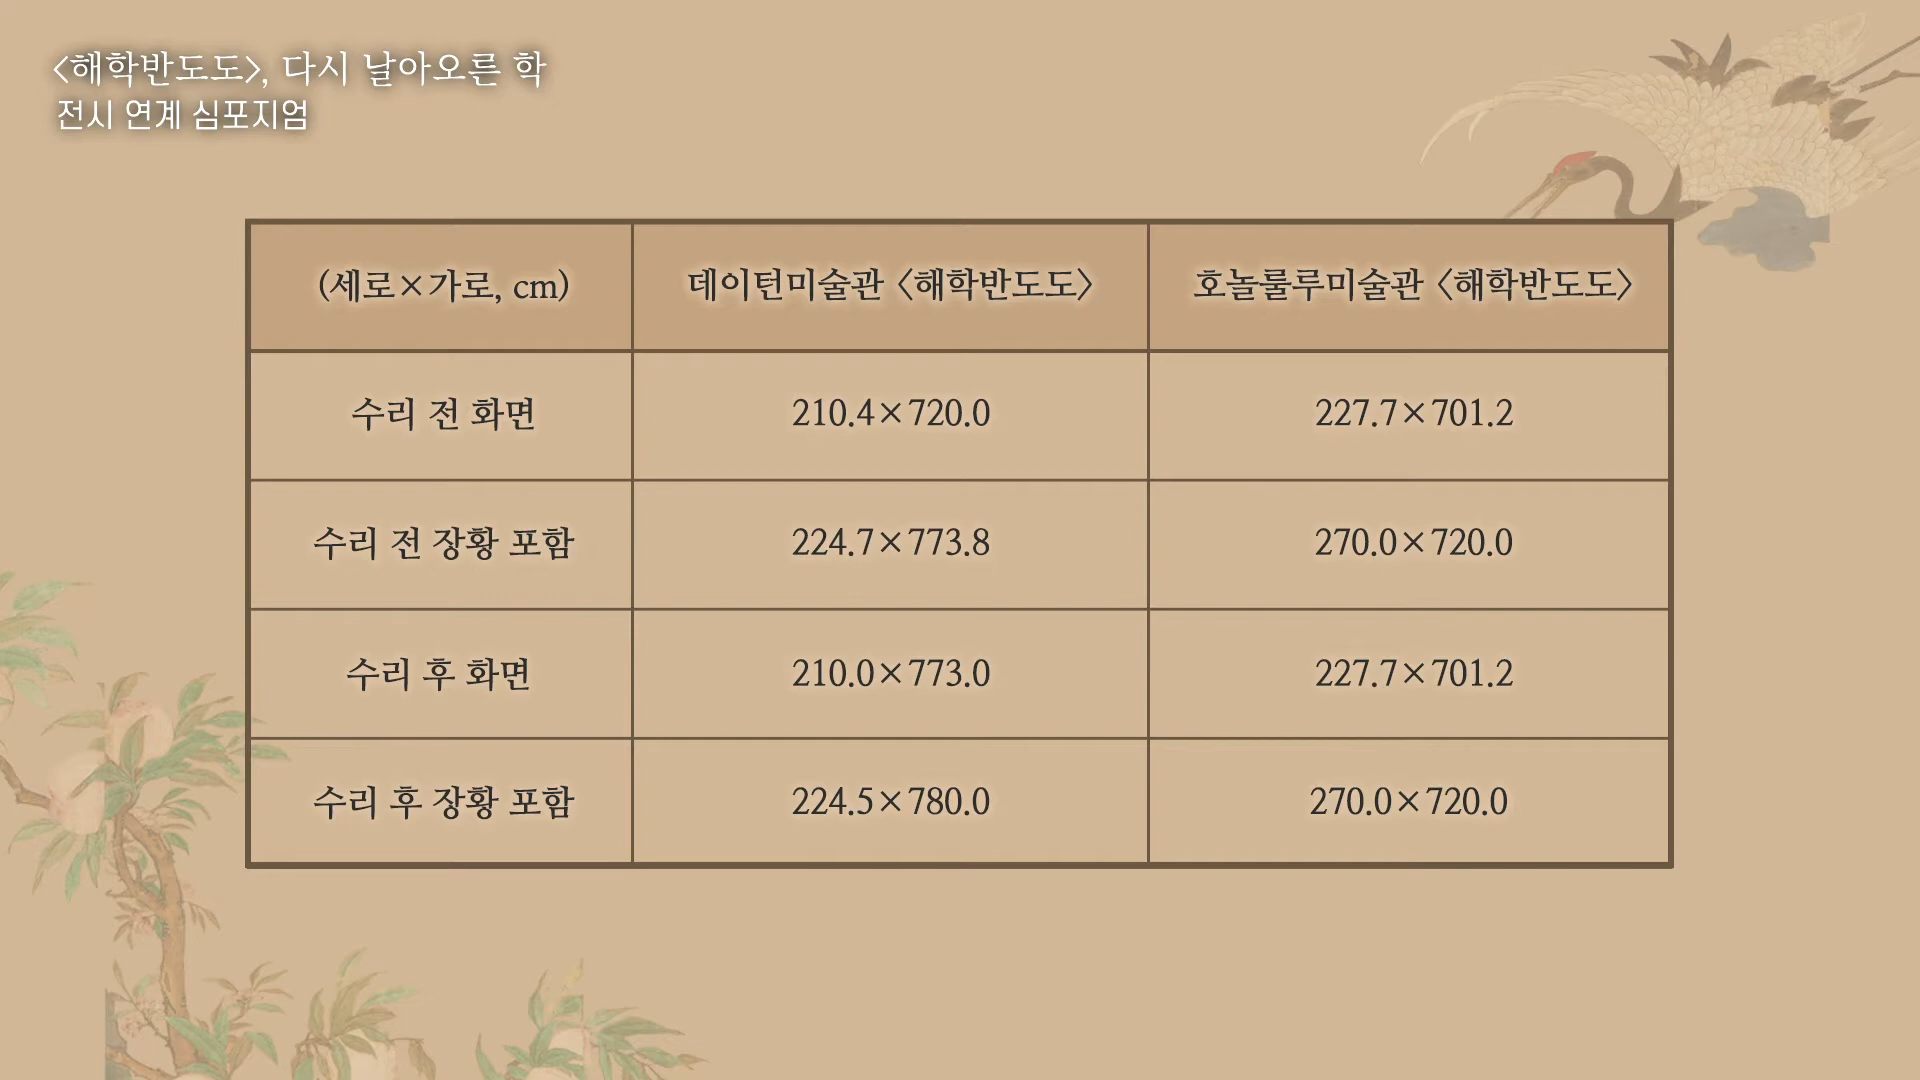 <해학반도도>, 다시 날아오른 학
전시 연계 심포지엄
(세로×가로, cm) 데이턴미술관 <해학반도도> 호놀룰루미술관 <해학반도도>
수리 전 화면 210.4×720.0 227.7×701.2
수리 전 장황 포함 224.7×773.8 270.0×720.0
수리 후 화면 210.0×773.0 227.7×701.2
수리 후 장황 포함 224.5×780.0 270.0×720.0